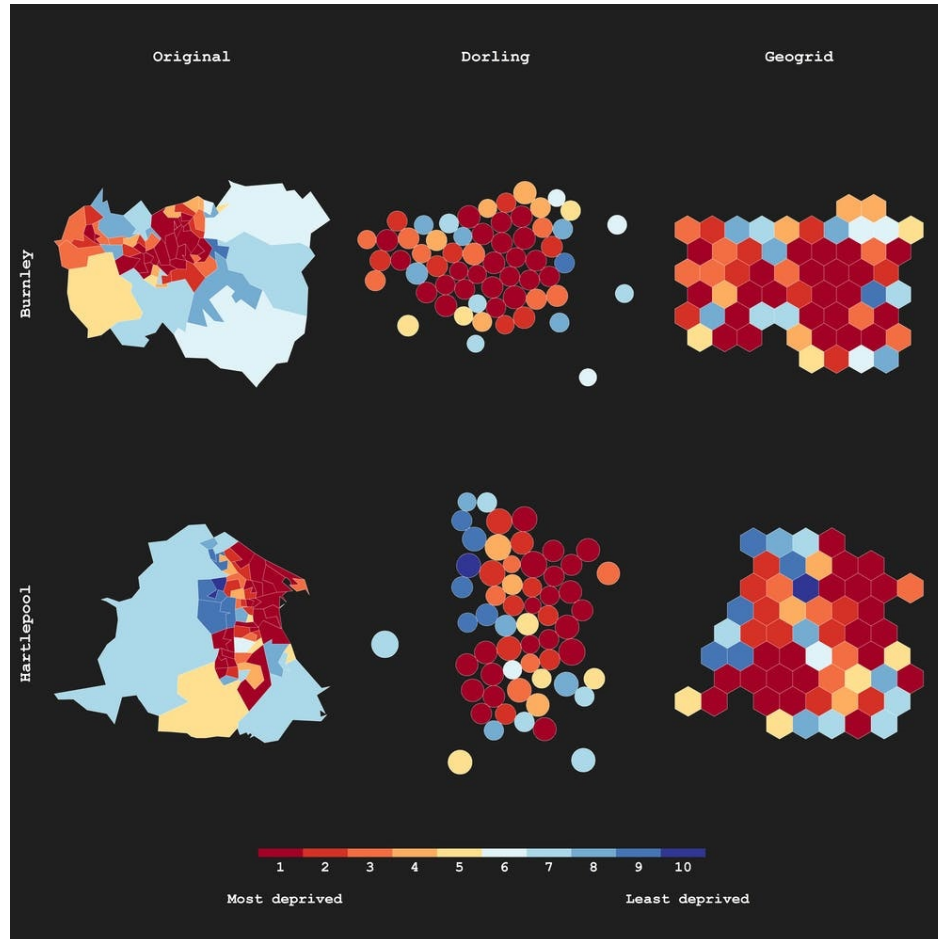 Original Dorling Geogrid
Burnley
Hartlepool
1 2 3 4 5 6 7 8 9 10
Most deprived Least deprived